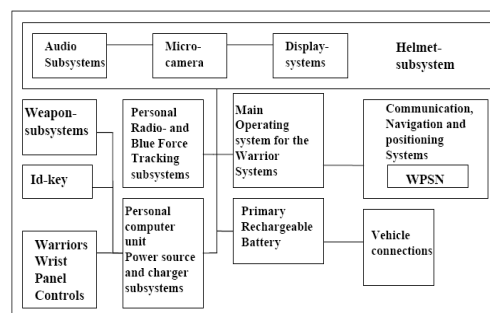 Audio
Subsystems
Micro-
camera
Display-
systems
Helmet-
subsystem
Weapon-
subsystems
Personal
Radio- and
Blue Force
Tracking
subsystems
Main
Operating
system for the
Warrior
Systems
Communication,
Navigation and
positioning
Systems
WPSN
Id-key
Warriors
Wrist
Panel
Controls
Personal
computer
unit
Power source
and charger
subsystems
Primary
Rechargeable
Battery
Vehicle
connections